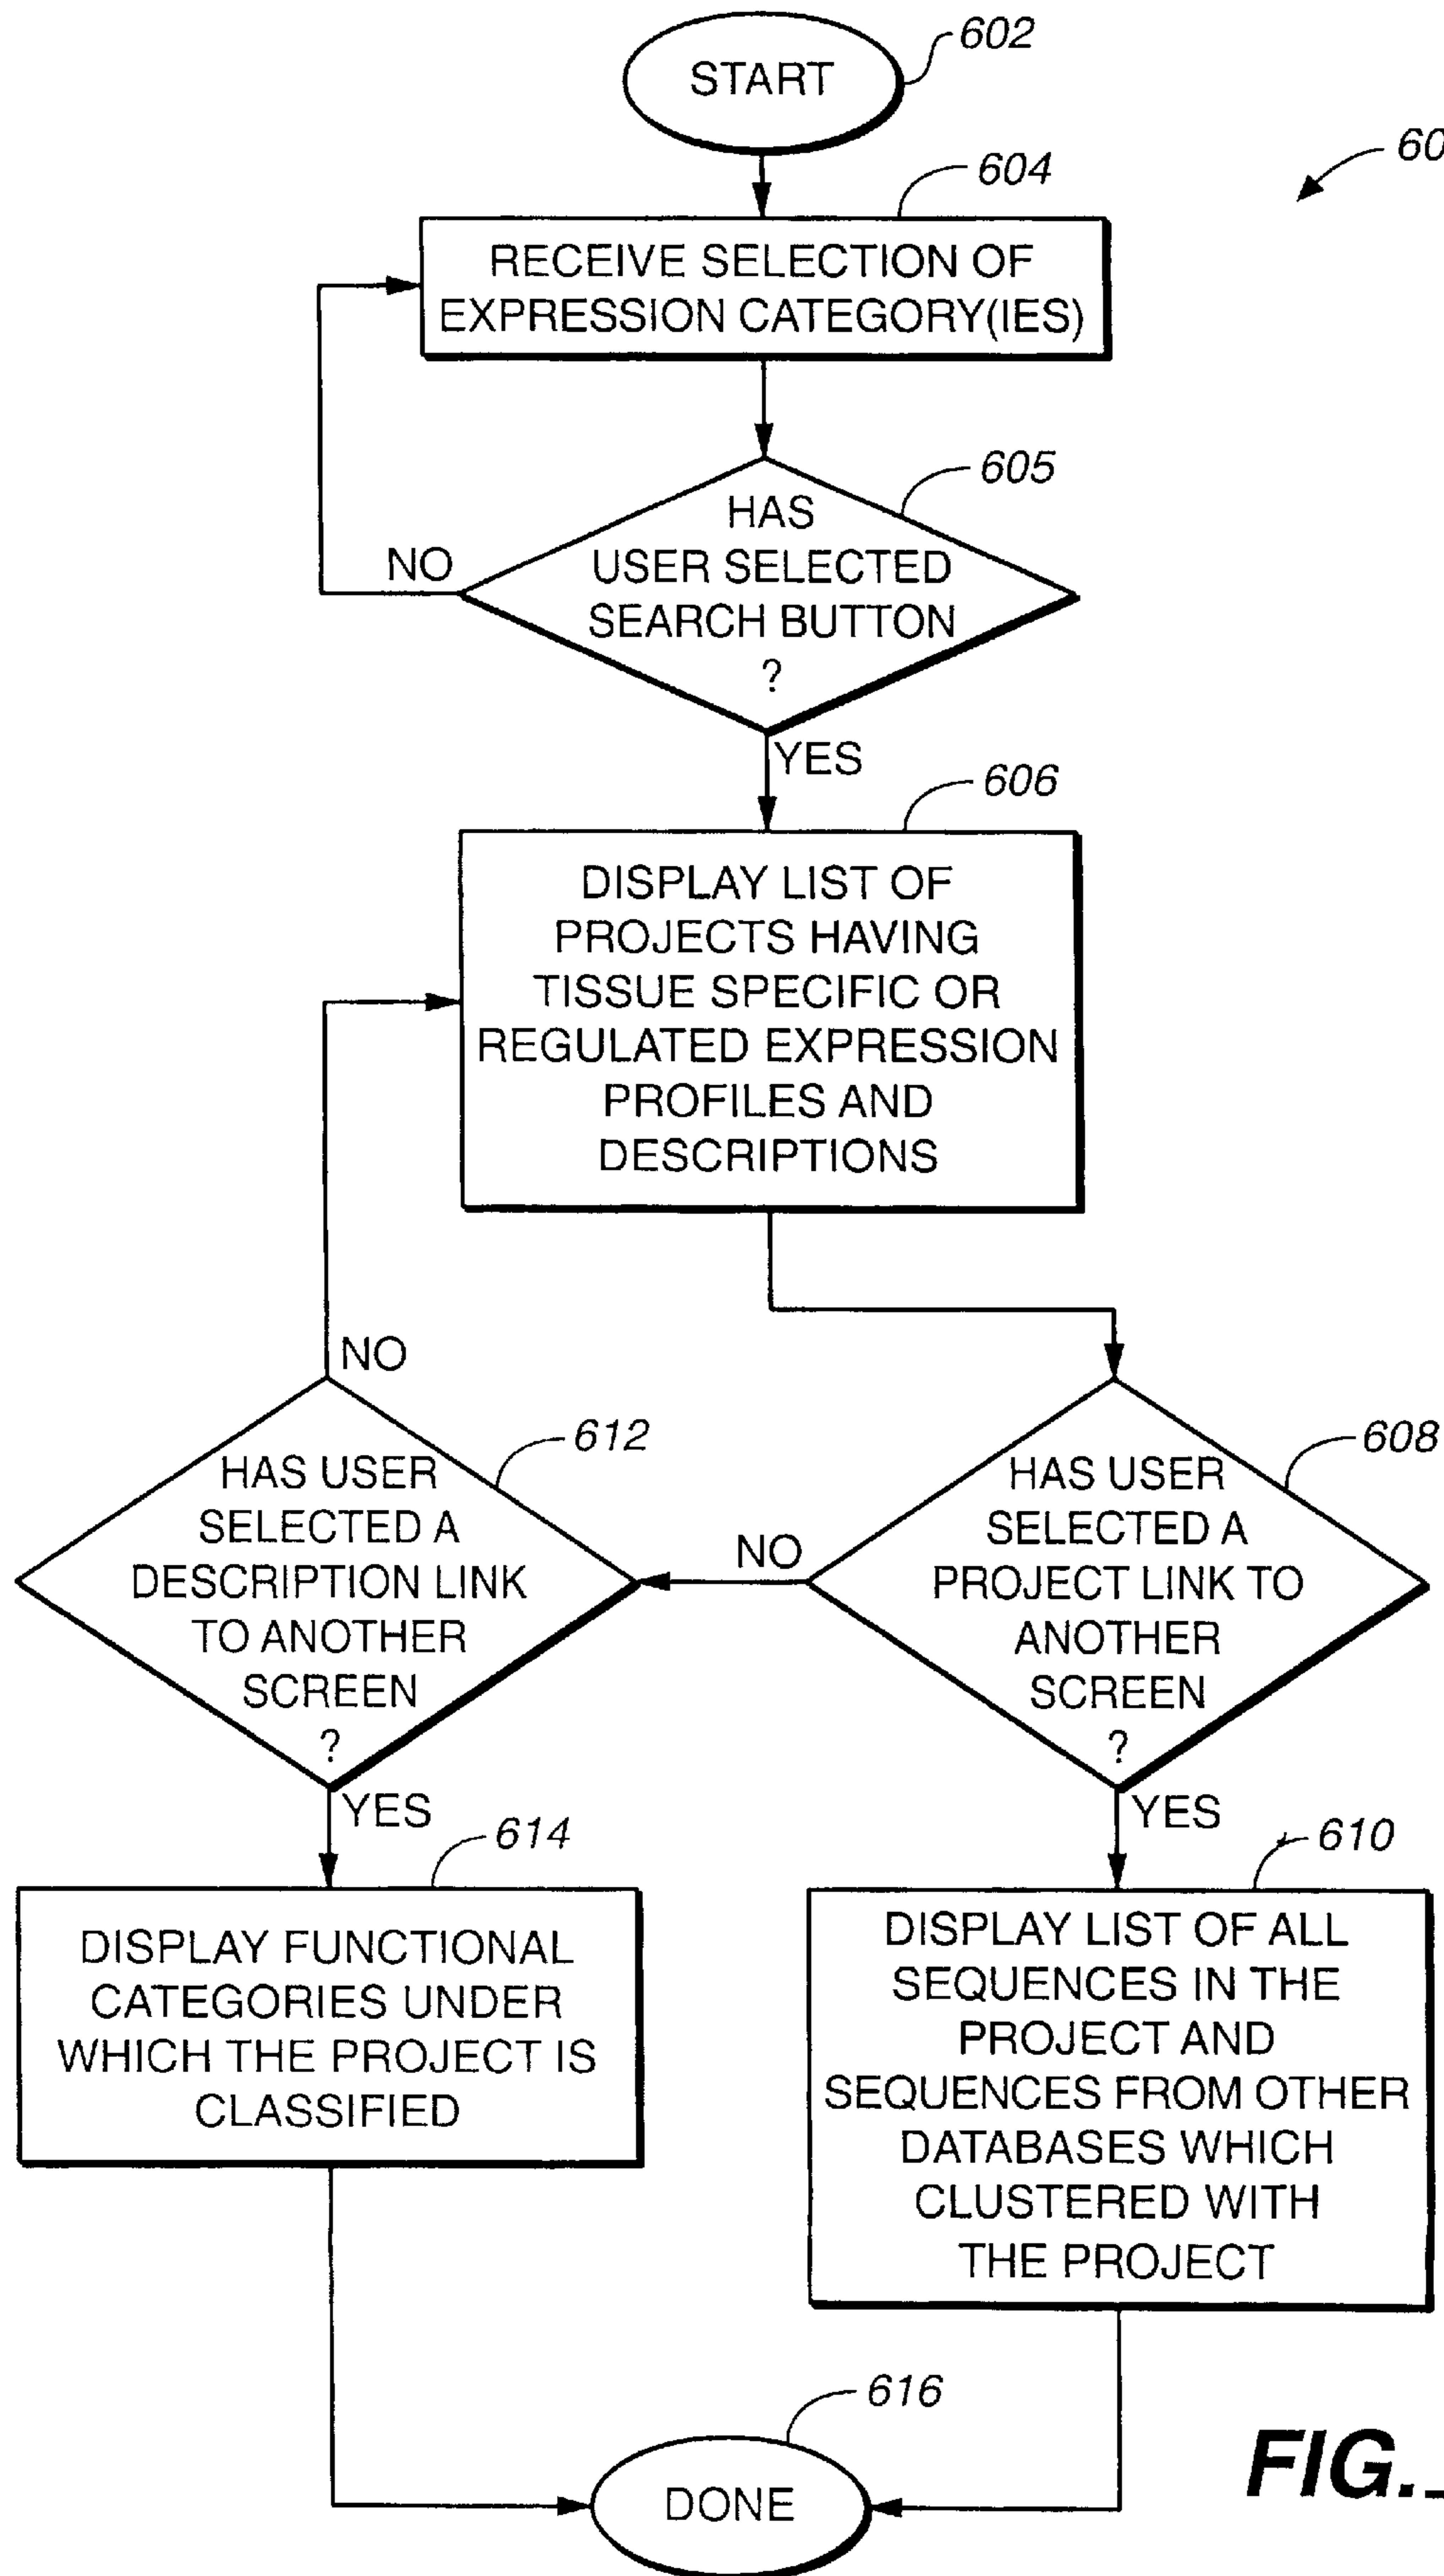 START
602
60
604
RECEIVE SELECTION OF
EXPRESSION CATEGORY(IES)
605
HAS
USER SELECTED
SEARCH BUTTON
?
NO
YES
606
DISPLAY LIST OF
PROJECTS HAVING
TISSUE SPECIFIC OR
REGULATED EXPRESSION
PROFILES AND
DESCRIPTIONS
NO
612
HAS USER
SELECTED A
DESCRIPTION LINK
TO ANOTHER
SCREEN
?
NO
608
HAS USER
SELECTED A
PROJECT LINK TO
ANOTHER
SCREEN
?
YES
YES
614
DISPLAY FUNCTIONAL
CATEGORIES UNDER
WHICH THE PROJECT IS
CLASSIFIED
610
DISPLAY LIST OF ALL
SEQUENCES IN THE
PROJECT AND
SEQUENCES FROM OTHER
DATABASES WHICH
CLUSTERED WITH
THE PROJECT
616
DONE
FIG._